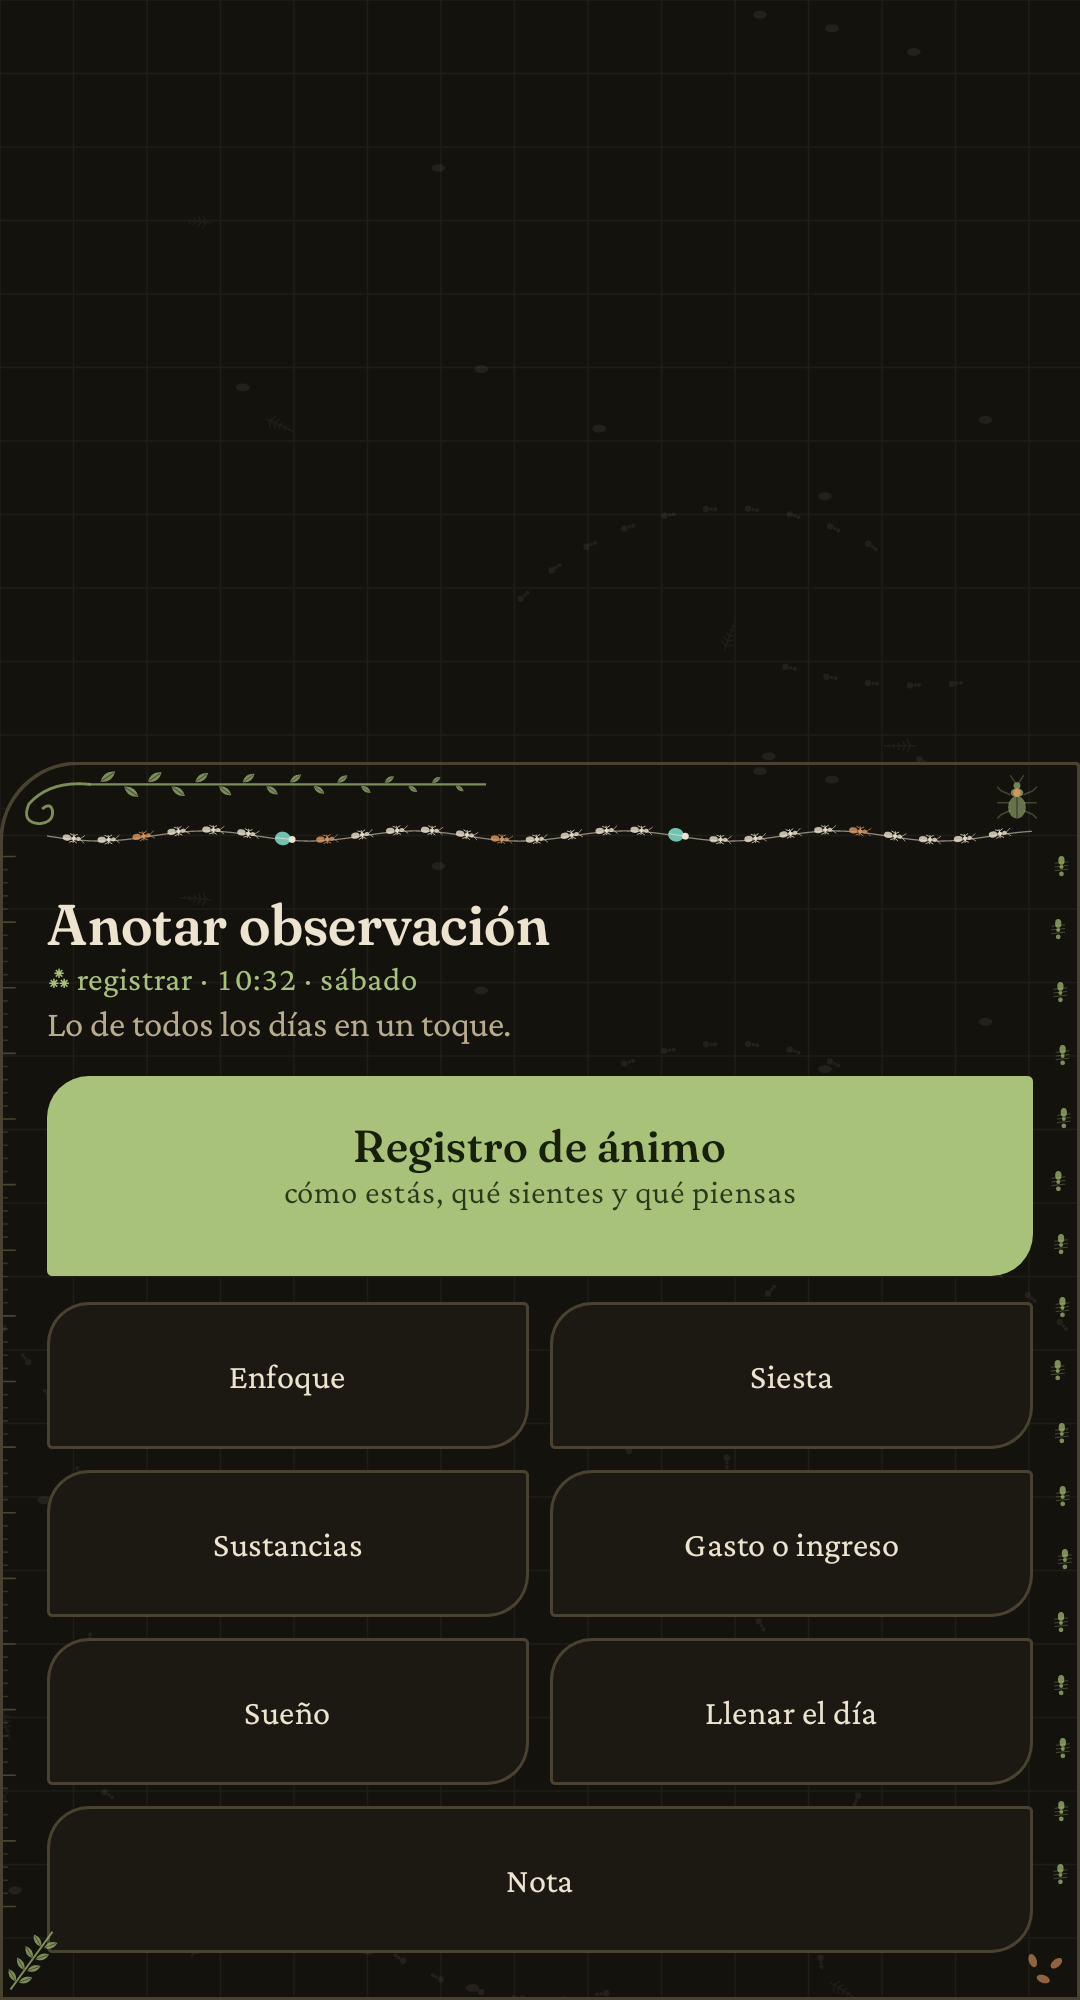 Anotar observación
registrar · 10:32 · sábado
Lo de todos los días en un toque.
Registro de ánimo
cómo estás, qué sientes y qué piensas
Enfoque
Siesta
Sustancias
Gasto o ingreso
Sueño
Llenar el día
Nota